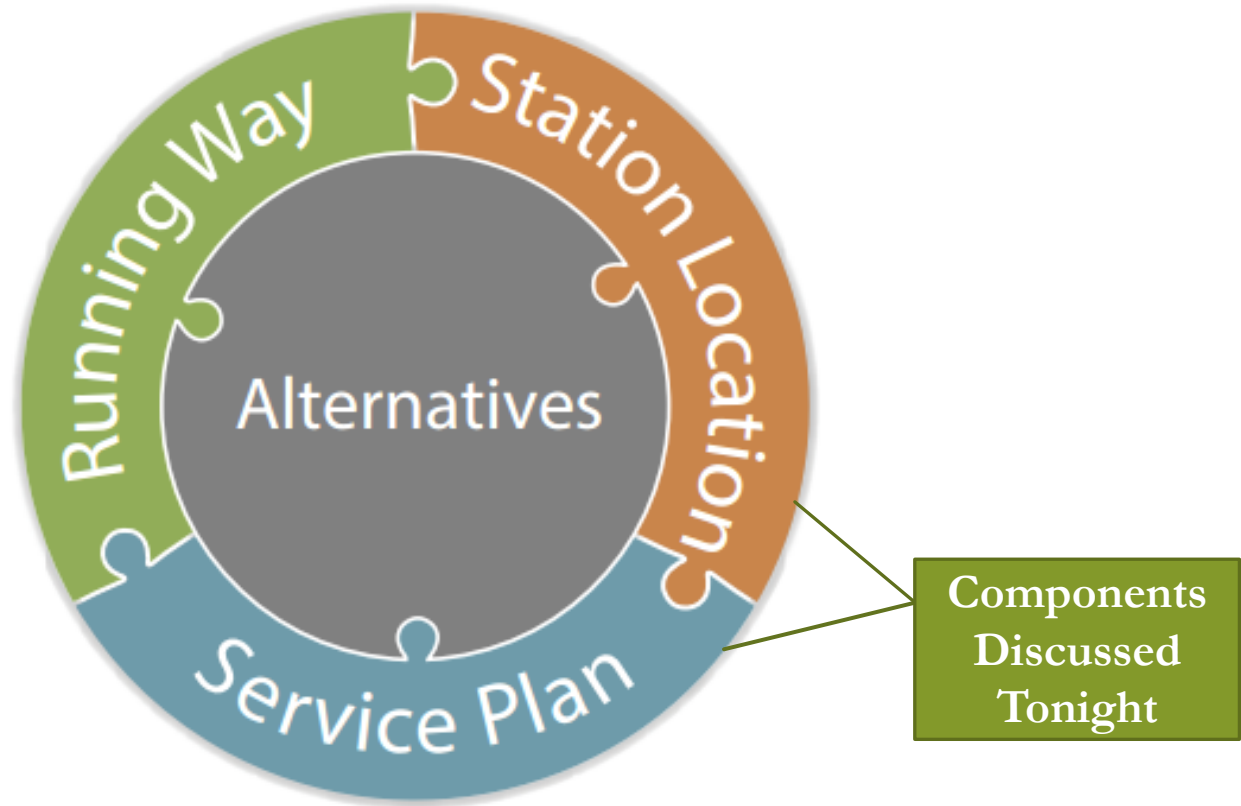 Running Way
Station Location
Alternatives
Service Plan
Components
Discussed
Tonight